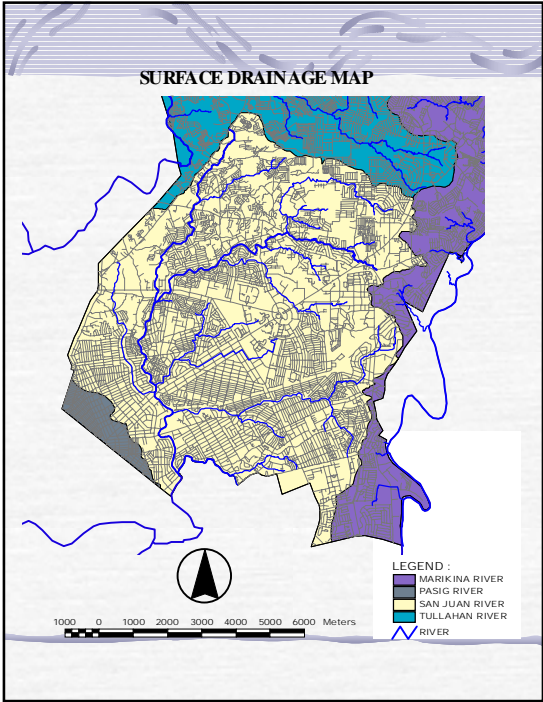 SURFACE DRAINAGE MAP
LEGEND :
MARIKINA RIVER
PASIG RIVER
SAN JUAN RIVER
TULLAHAN RIVER
RIVER
1000 0 1000 2000 3000 4000 5000 6000 Meters